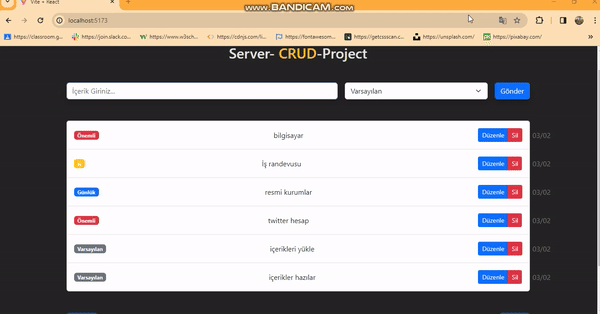 Vite + React
www.BANDICAM.com
localhost:5173
https://classroom.g...
https://join.slack.co...
https://www.w3sch...
https://cdnjs.com/li...
https://fontawesom...
https://getcssscan.c...
https://unsplash.com/
https://pixabay.com/
Server- CRUD-Project
İçerik Giriniz...
Varsayılan
Gönder
Önemli bilgisayar Düzenle Sil 03/02
iş İş randevusu Düzenle Sil 03/02
Günlük resmi kurumlar Düzenle Sil 03/02
Önemli twitter hesap Düzenle Sil 03/02
Varsayılan içerikleri yükle Düzenle Sil 03/02
Varsayılan içerikler hazılar Düzenle Sil 03/02